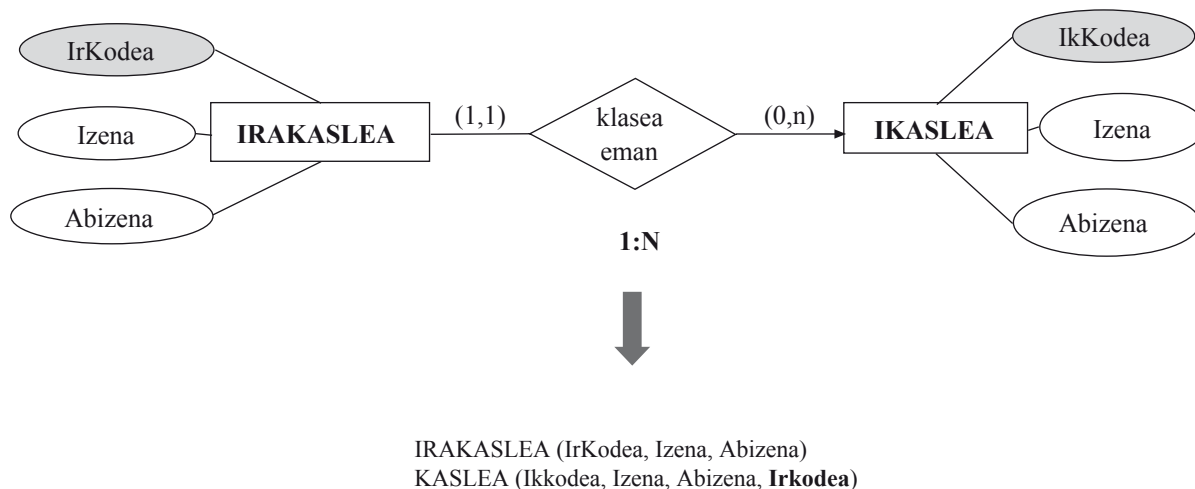 IrKodea
Izena
Abizena
IRAKASLEA
(1,1)
klasea
eman
(0,n)
IKASLEA
IkKodea
Izena
Abizena
1:N
IRAKASLEA (IrKodea, Izena, Abizena)
KASLEA (Ikkodea, Izena, Abizena, Irkodea)